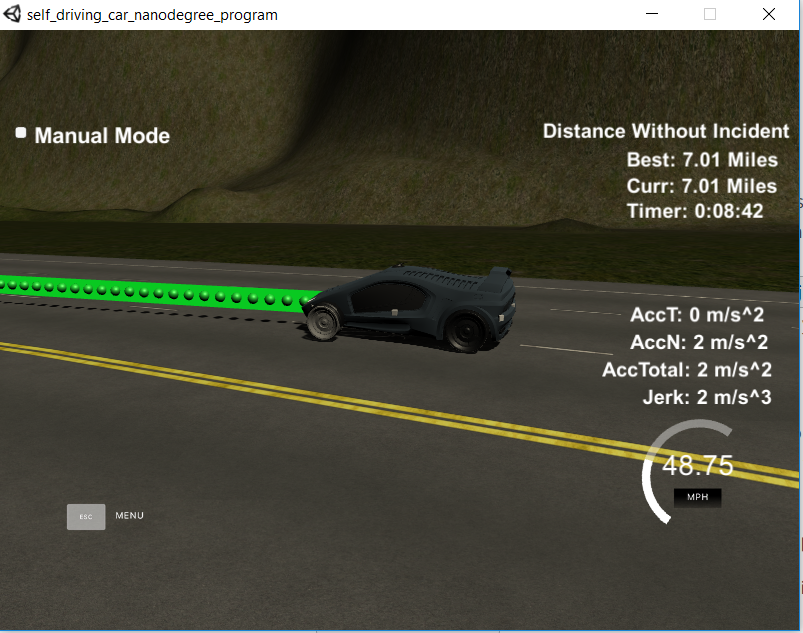 self_driving_car_nanodegree_program
Manual Mode
Distance Without Incident
Best: 7.01 Miles
Curr: 7.01 Miles
Timer: 0:08:42
AccT: 0 m/s^2
AccN: 2 m/s^2
AccTotal: 2 m/s^2
Jerk: 2 m/s^3
48.75
MPH
ESC MENU